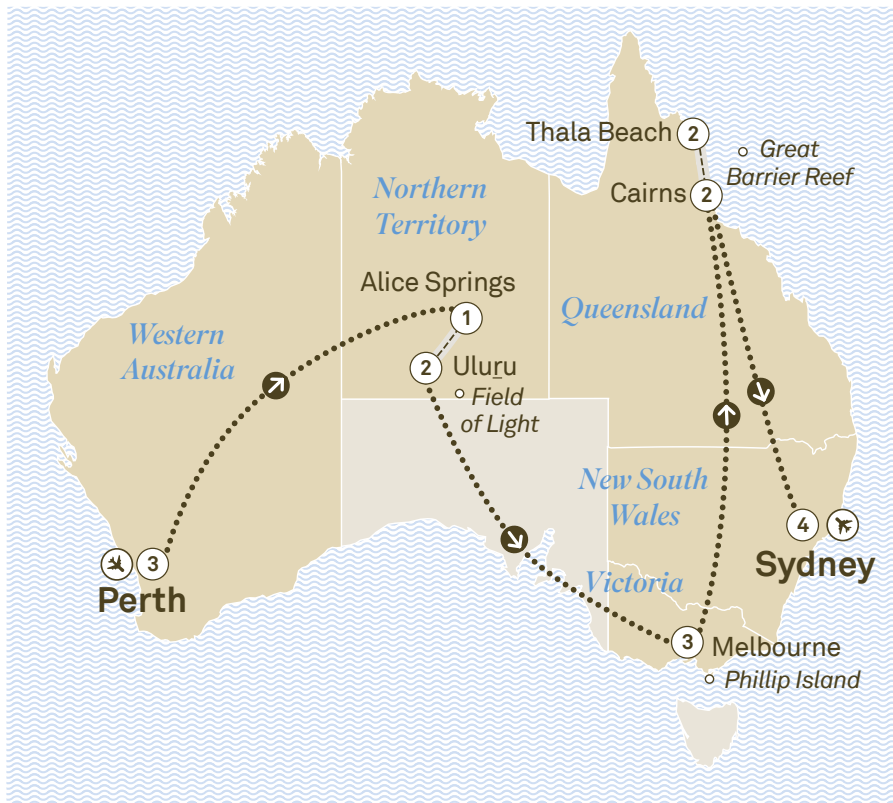 Thala Beach
2
Great
Barrier Reef
Cairns
2
Northern
Territory
Alice Springs
1
Queensland
Western
Australia
2
Uluṟu
Field
of Light
New South
Wales
4
Sydney
3
Perth
Victoria
3
Melbourne
Phillip Island